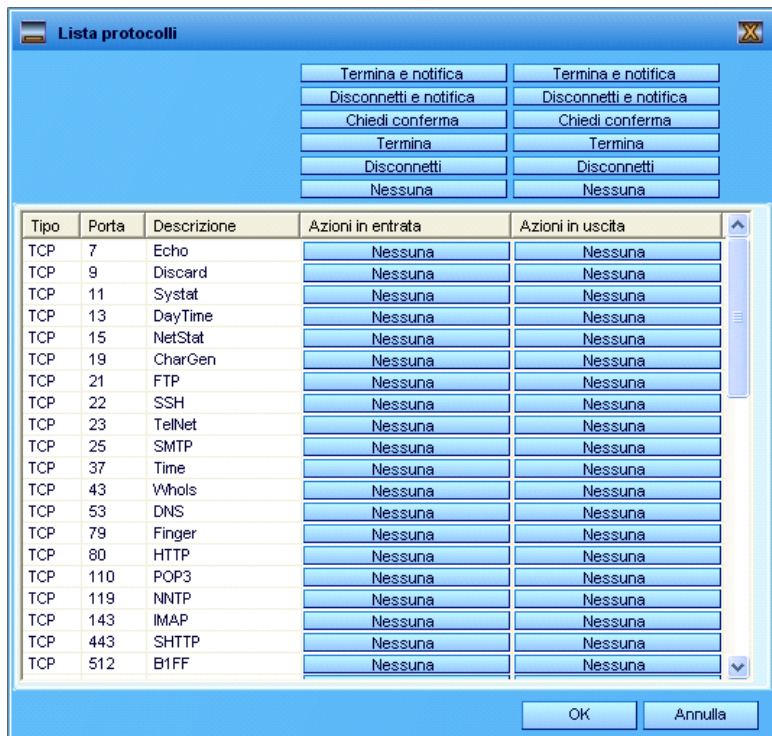 Lista protocolli
Termina e notifica Termina e notifica
Disconnetti e notifica Disconnetti e notifica
Chiedi conferma Chiedi conferma
Termina Termina
Disconnetti Disconnetti
Nessuna Nessuna
Tipo Porta Descrizione Azioni in entrata Azioni in uscita
TCP 7 Echo Nessuna Nessuna
TCP 9 Discard Nessuna Nessuna
TCP 11 Systat Nessuna Nessuna
TCP 13 DayTime Nessuna Nessuna
TCP 15 NetStat Nessuna Nessuna
TCP 19 CharGen Nessuna Nessuna
TCP 21 FTP Nessuna Nessuna
TCP 22 SSH Nessuna Nessuna
TCP 23 TelNet Nessuna Nessuna
TCP 25 SMTP Nessuna Nessuna
TCP 37 Time Nessuna Nessuna
TCP 43 WhoIs Nessuna Nessuna
TCP 53 DNS Nessuna Nessuna
TCP 79 Finger Nessuna Nessuna
TCP 80 HTTP Nessuna Nessuna
TCP 110 POP3 Nessuna Nessuna
TCP 119 NNTP Nessuna Nessuna
TCP 143 IMAP Nessuna Nessuna
TCP 443 SHTTP Nessuna Nessuna
TCP 512 B1FF Nessuna Nessuna
OK Annulla